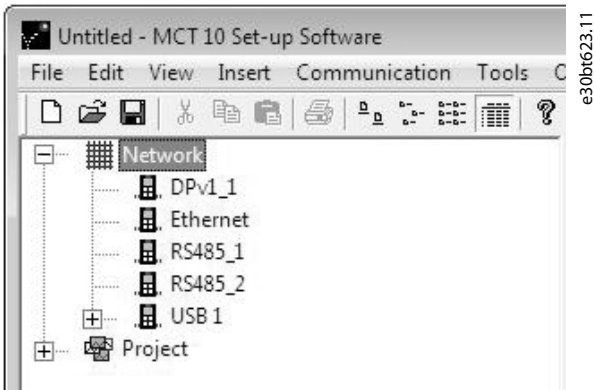 Untitled - MCT 10 Set-up Software
File Edit View Insert Communication Tools
Network
DPv1_1
Ethernet
RS485_1
RS485_2
USB 1
Project
e30bt623.11